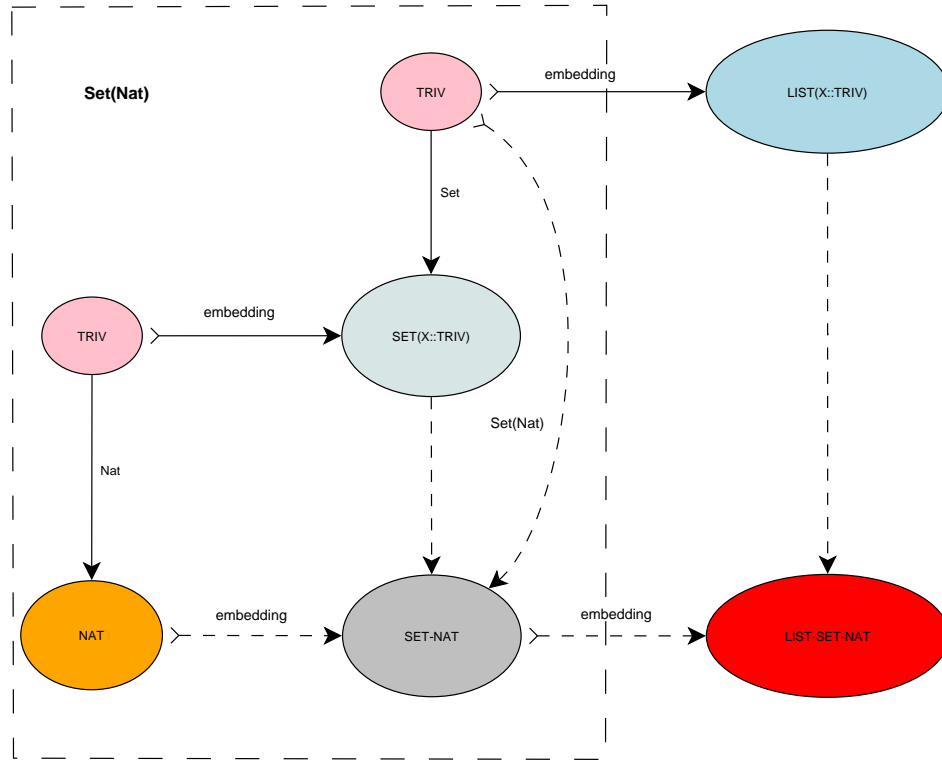 TRIV
embedding
LIST(X::TRIV)
Set(Nat)
Set
TRIV
embedding
SET(X::TRIV)
Set(Nat)
Nat
NAT
embedding
SET-NAT
embedding
LIST-SET-NAT